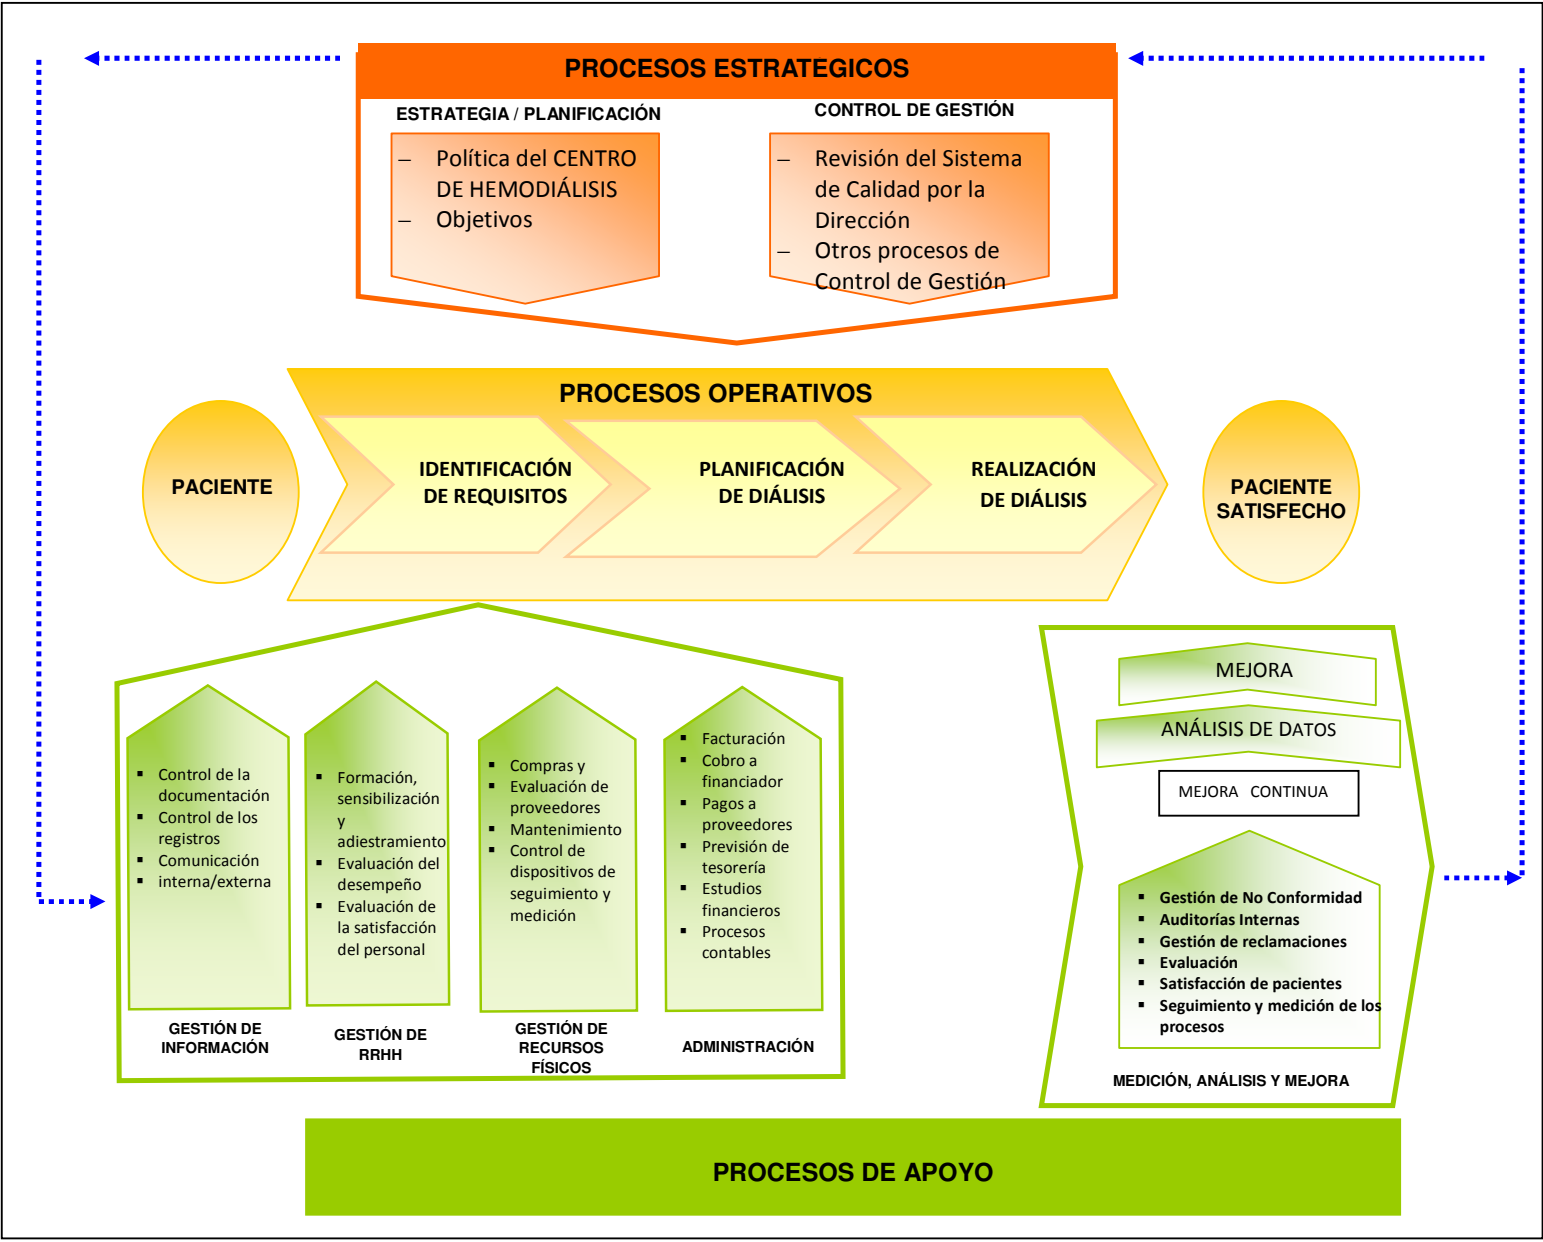 PROCESOS ESTRATEGICOS
ESTRATEGIA / PLANIFICACIÓN
– Política del CENTRO
DE HEMODIÁLISIS
– Objetivos
CONTROL DE GESTIÓN
– Revisión del Sistema
de Calidad por la
Dirección
– Otros procesos de
Control de Gestión
PROCESOS OPERATIVOS
PACIENTE
IDENTIFICACIÓN
DE REQUISITOS
PLANIFICACIÓN
DE DIÁLISIS
REALIZACIÓN
DE DIÁLISIS
PACIENTE
SATISFECHO
▪ Control de la
documentación
▪ Control de los
registros
▪ Comunicación
▪ interna/externa
GESTIÓN DE
INFORMACIÓN
▪ Formación,
sensibilización
y
adiestramiento
▪ Evaluación del
desempeño
▪ Evaluación de
la satisfacción
del personal
GESTIÓN DE
RRHH
▪ Compras y
▪ Evaluación de
proveedores
▪ Mantenimiento
▪ Control de
dispositivos de
seguimiento y
medición
GESTIÓN DE
RECURSOS
FÍSICOS
▪ Facturación
▪ Cobro a
financiador
▪ Pagos a
proveedores
▪ Previsión de
tesorería
▪ Estudios
financieros
▪ Procesos
contables
ADMINISTRACIÓN
MEJORA
ANÁLISIS DE DATOS
MEJORA CONTINUA
▪ Gestión de No Conformidad
▪ Auditorías Internas
▪ Gestión de reclamaciones
▪ Evaluación
▪ Satisfacción de pacientes
▪ Seguimiento y medición de los
procesos
MEDICIÓN, ANÁLISIS Y MEJORA
PROCESOS DE APOYO